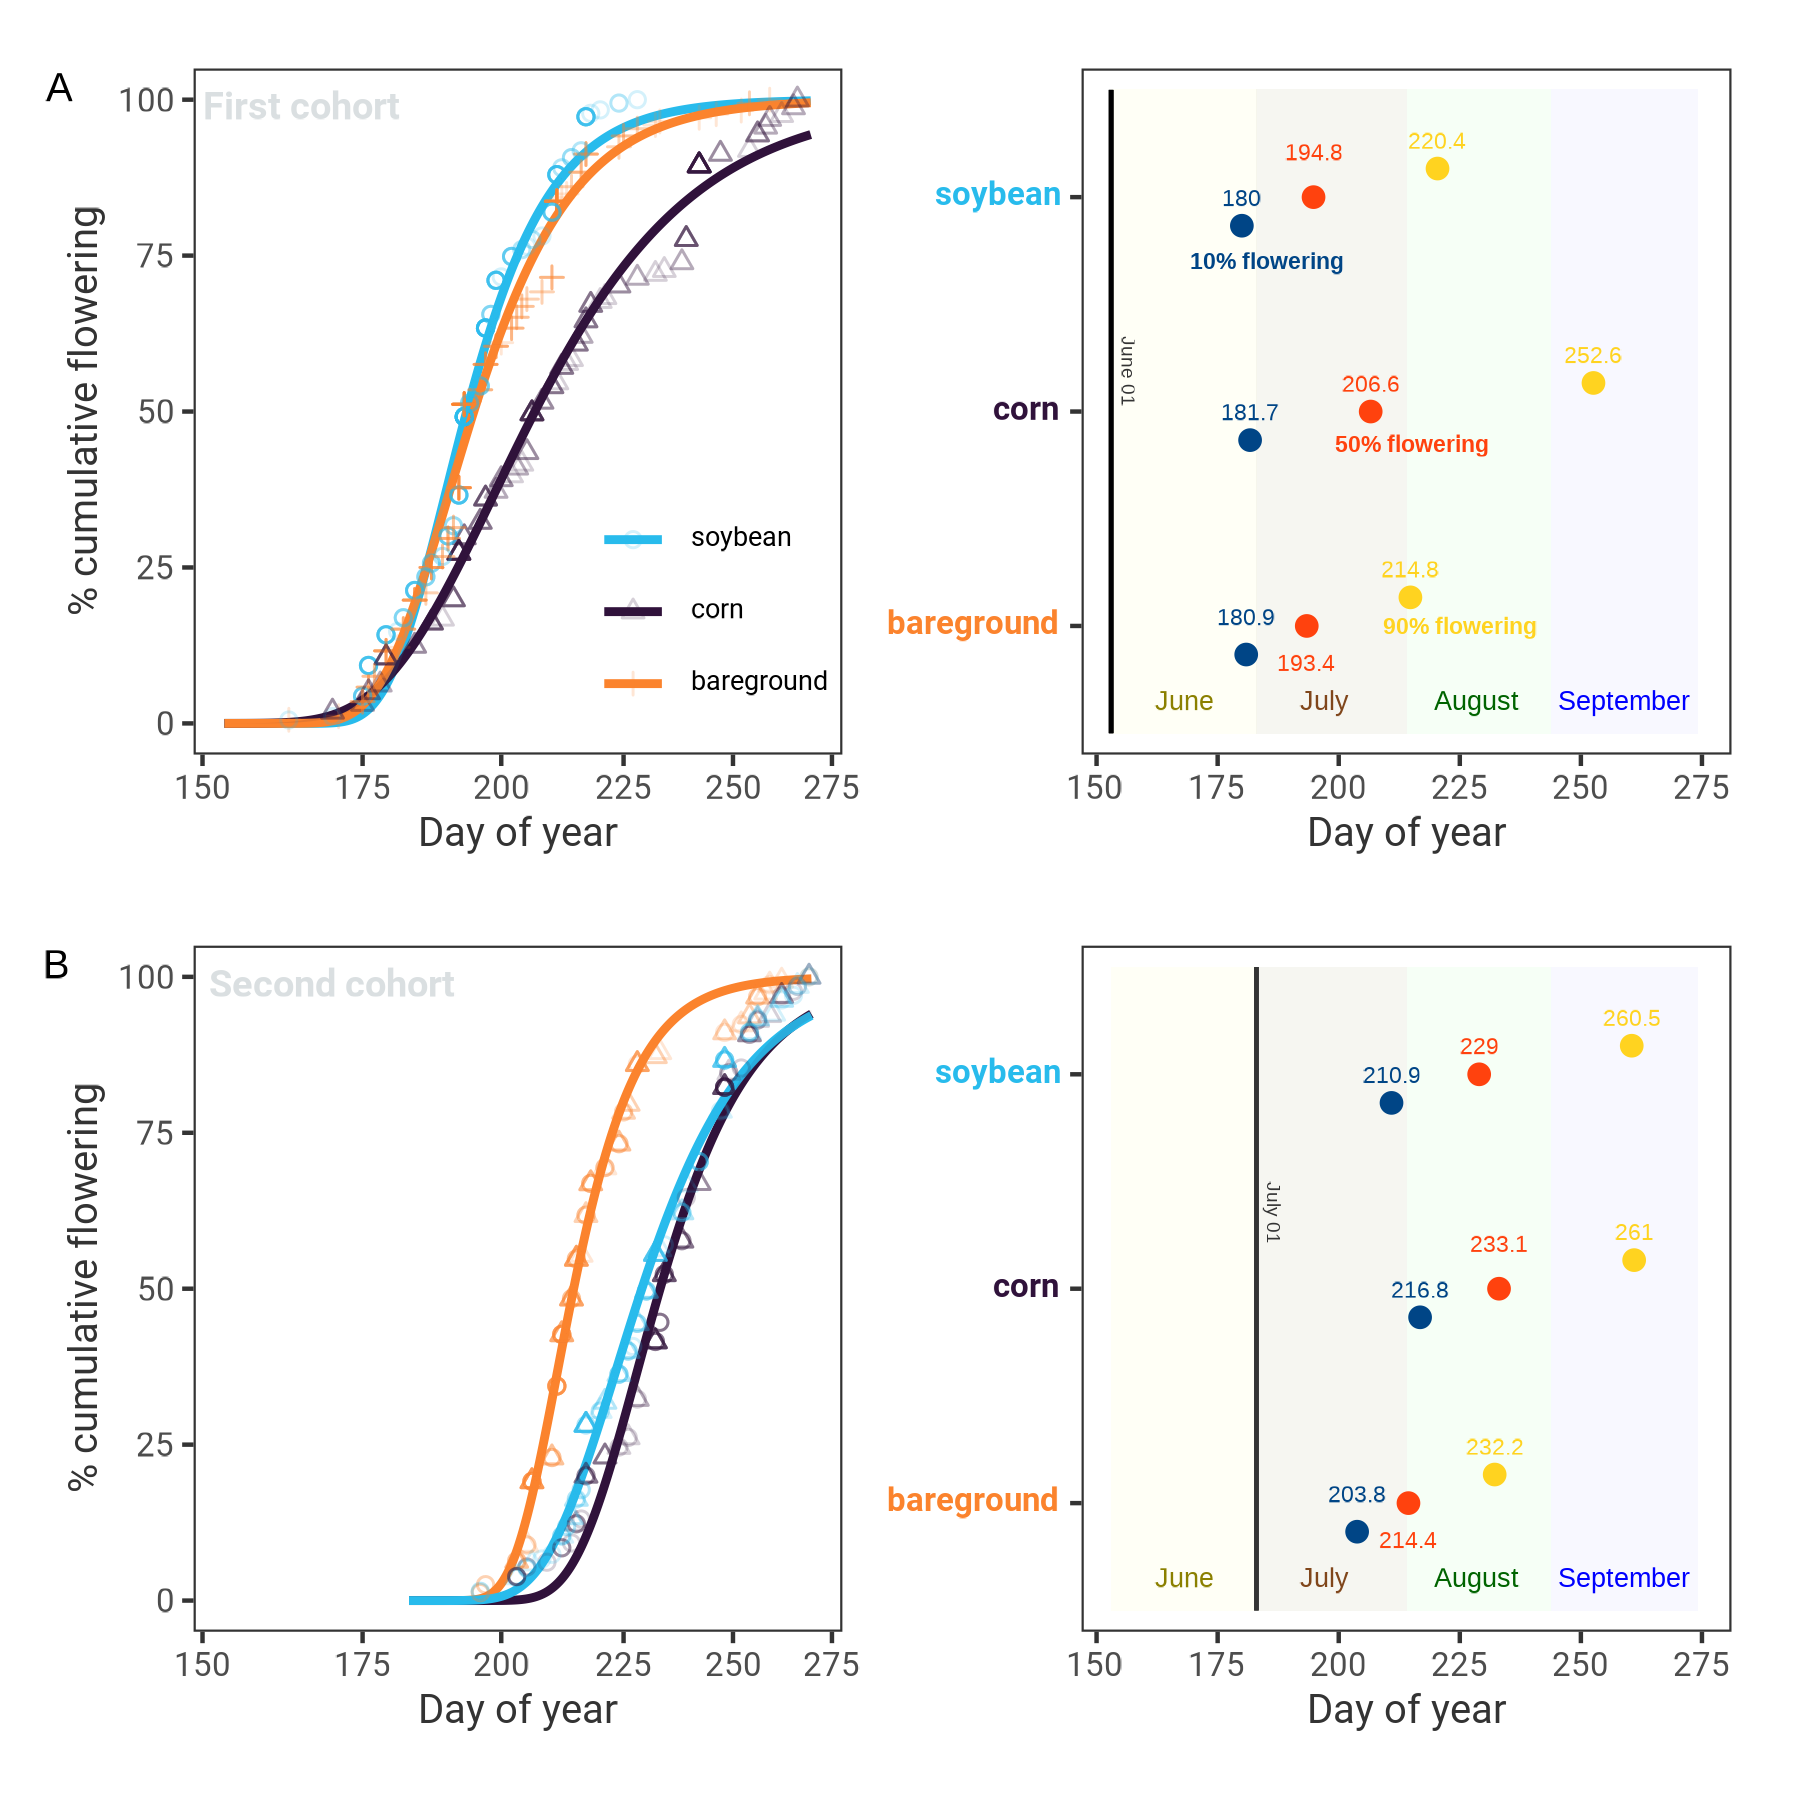 A
First cohort
% cumulative flowering
100
75
50
25
0
soybean
corn
bareground
150
175
200
225
250
275
Day of year
soybean
corn
bareground
June 01
180
194.8
220.4
10% flowering
181.7
206.6
252.6
50% flowering
180.9
193.4
214.8
90% flowering
June
July
August
September
150
175
200
225
250
275
Day of year
B
Second cohort
% cumulative flowering
100
75
50
25
0
150
175
200
225
250
275
Day of year
soybean
corn
bareground
July 01
210.9
229
260.5
216.8
233.1
261
203.8
214.4
232.2
June
July
August
September
150
175
200
225
250
275
Day of year